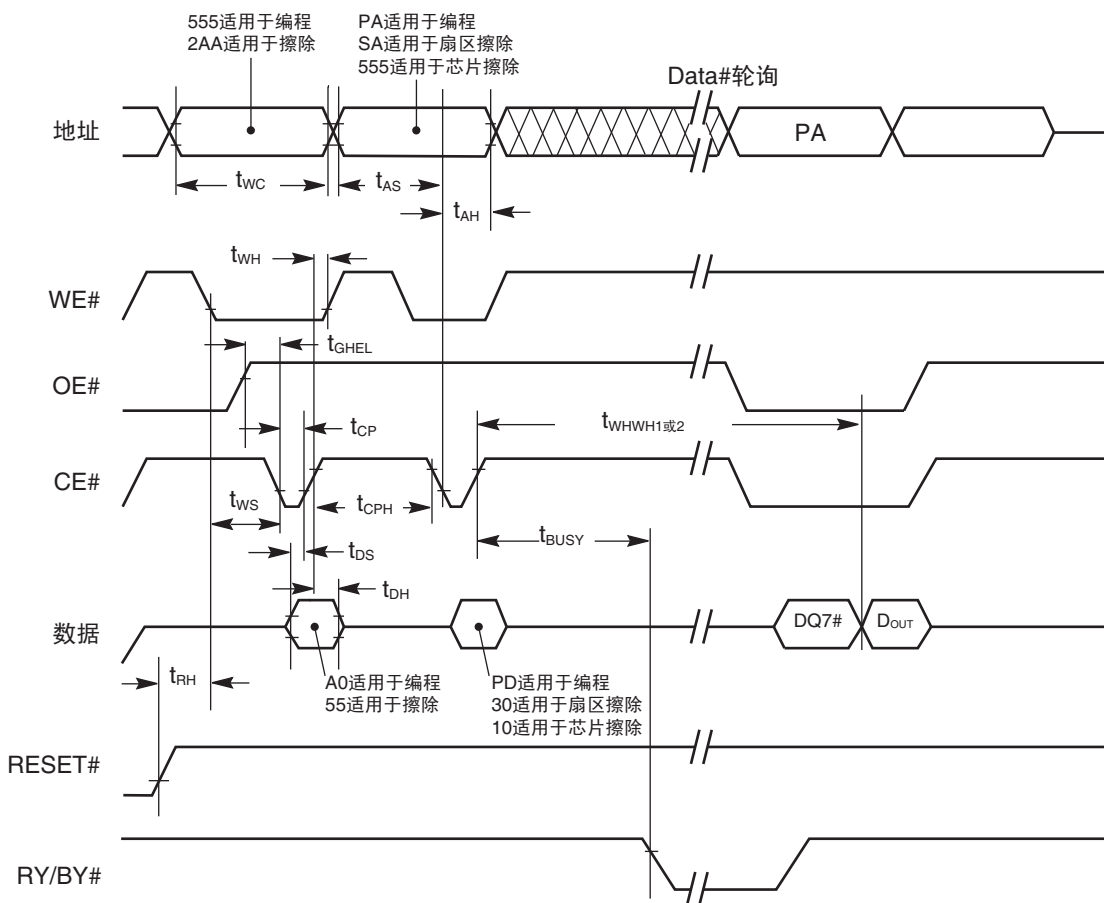 555适用于编程
2AA适用于擦除
PA适用于编程
SA适用于扇区擦除
555适用于芯片擦除
Data#轮询
地址
PA
tWC
tAS
tAH
tWH
WE#
tGHEL
OE#
tWHWH1或2
tCP
CE#
tWS
tCPH
tBUSY
tDS
tDH
数据
DQ7#
DOUT
tRH
A0适用于编程
55适用于擦除
PD适用于编程
30适用于扇区擦除
10适用于芯片擦除
RESET#
RY/BY#